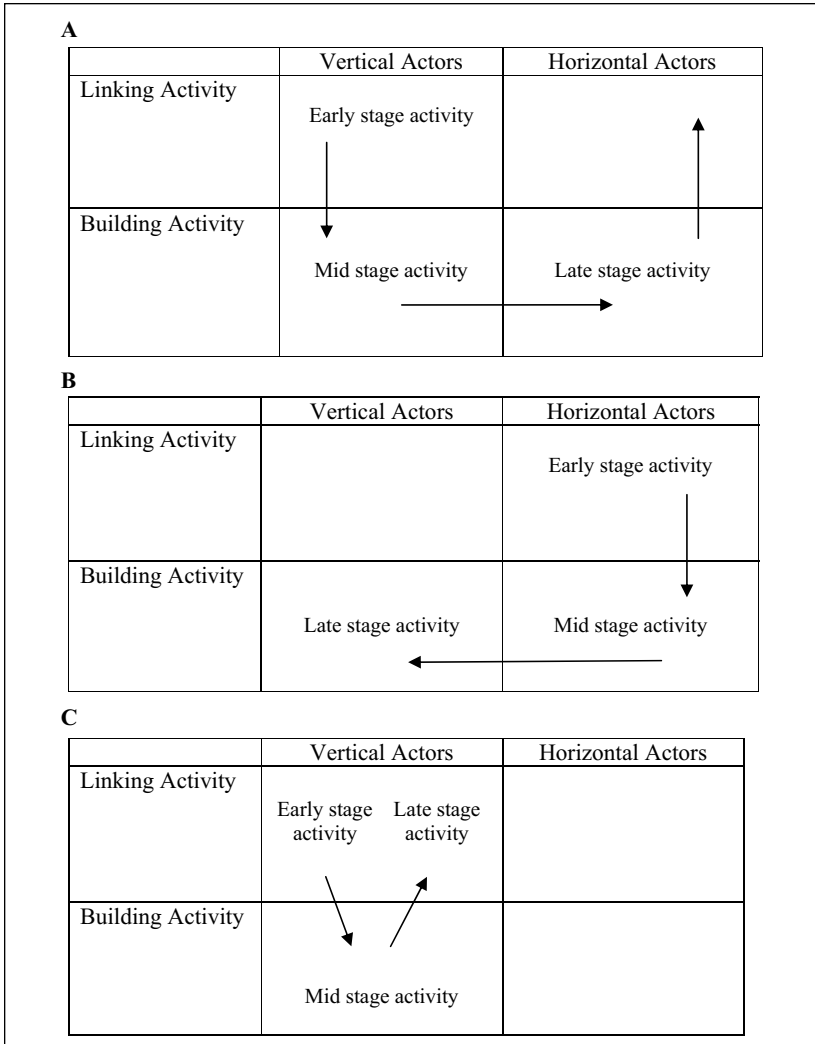 A
Vertical Actors Horizontal Actors
Linking Activity
Early stage activity
Building Activity
Mid stage activity Late stage activity
B
Vertical Actors Horizontal Actors
Linking Activity
Early stage activity
Building Activity
Late stage activity Mid stage activity
C
Vertical Actors Horizontal Actors
Linking Activity
Early stage Late stage
activity activity
Building Activity
Mid stage activity